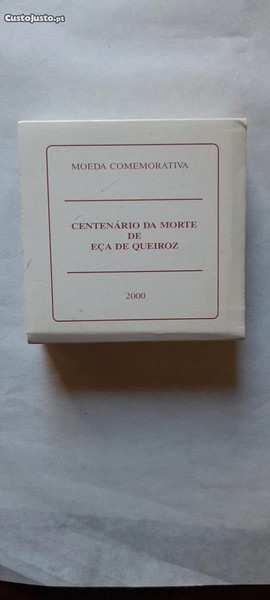 CustoJusto.pt
MOEDA COMEMORATIVA
CENTENÁRIO DA MORTE
DE
EÇA DE QUEIROZ
2000